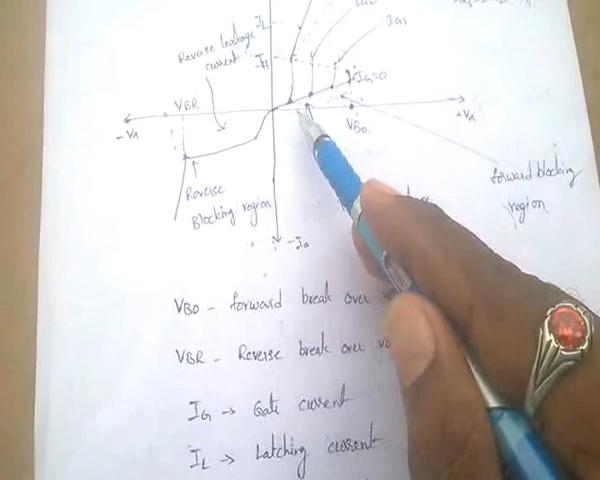 IL
IG1
Reverse leakage
current
IH
IG=0
VBR
-VA
+VA
VBO
forward blocking
region
Reverse
Blocking region
-Ia
VBO - forward break over
VBR - Reverse break over
IG → Gate current
IL → Latching current